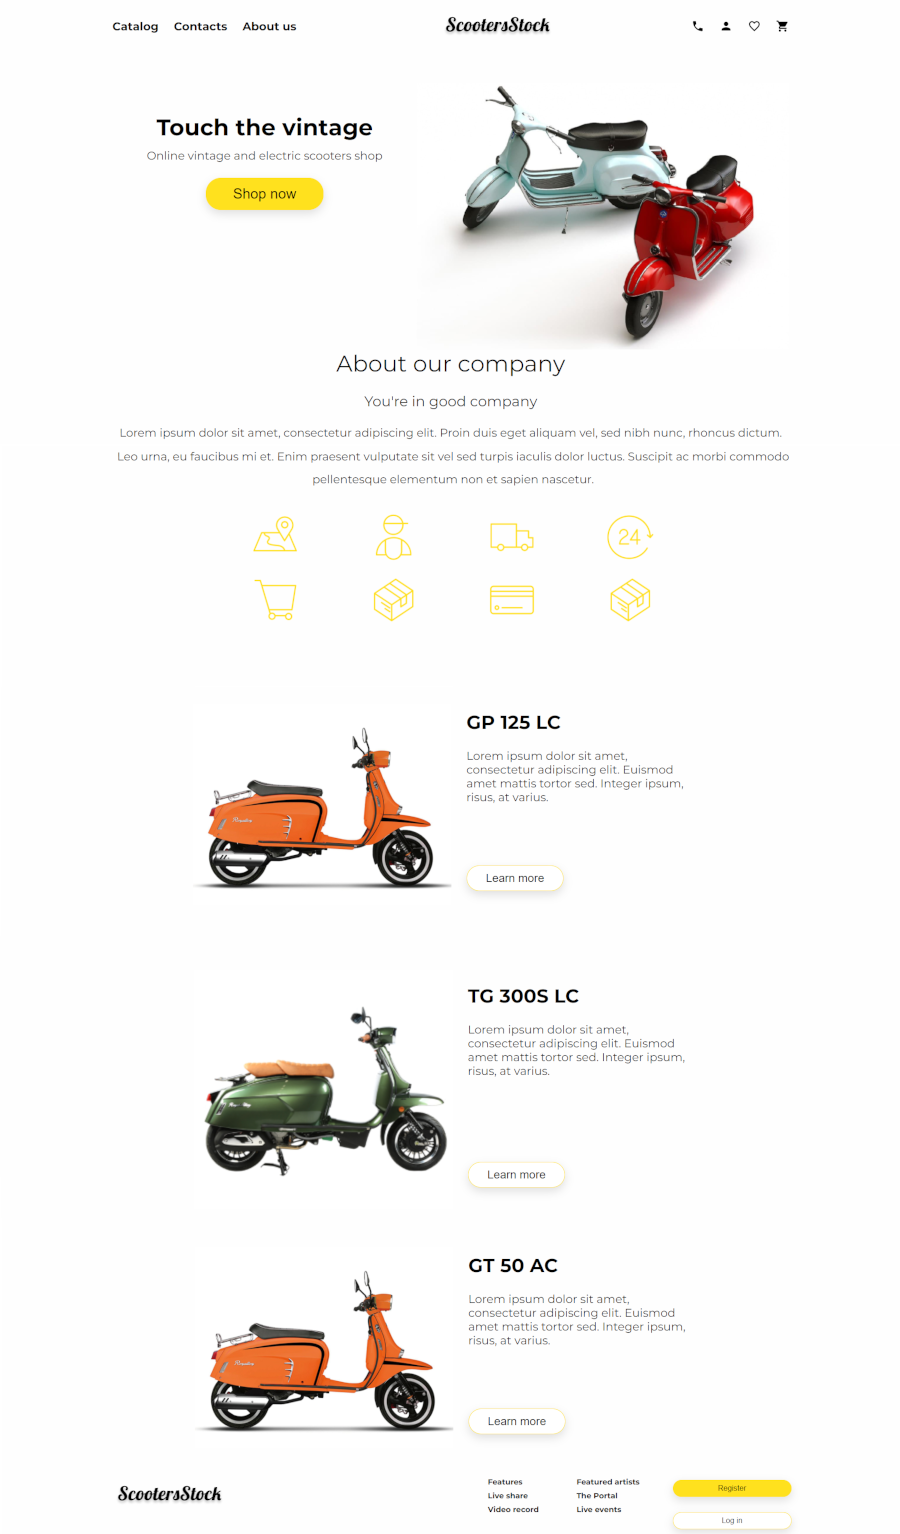 Catalog Contacts About us
ScootersStock
Touch the vintage
Online vintage and electric scooters shop
Shop now
About our company
You're in good company
Lorem ipsum dolor sit amet, consectetur adipiscing elit. Proin duis eget aliquam vel, sed nibh nunc, rhoncus dictum.
Leo urna, eu faucibus mi et. Enim praesent vulputate sit vel sed turpis iaculis dolor luctus. Suscipit ac morbi commodo
pellentesque elementum non et sapien nascetur.
24
GP 125 LC
Lorem ipsum dolor sit amet,
consectetur adipiscing elit. Euismod
amet mattis tortor sed. Integer ipsum,
risus, at varius.
Learn more
TG 300S LC
Lorem ipsum dolor sit amet,
consectetur adipiscing elit. Euismod
amet mattis tortor sed. Integer ipsum,
risus, at varius.
Learn more
GT 50 AC
Lorem ipsum dolor sit amet,
consectetur adipiscing elit. Euismod
amet mattis tortor sed. Integer ipsum,
risus, at varius.
Learn more
ScootersStock
Features
Live share
Video record
Featured artists
The Portal
Live events
Register
Log in